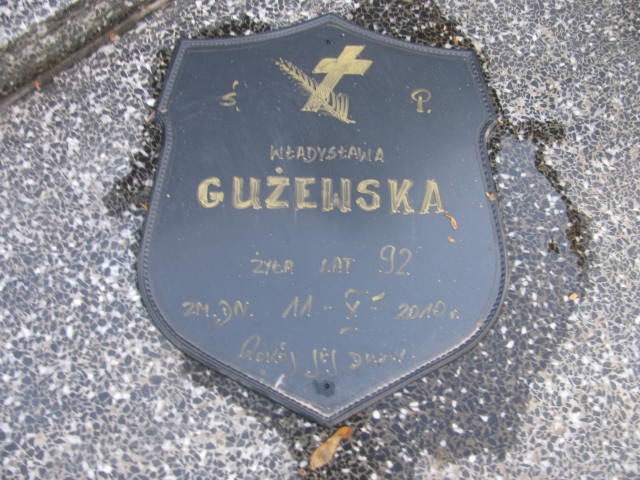 Ś. P.
WŁADYSŁAWA
GUŻEWSKA
ŻYŁA LAT 92
ZM. DN. 11 - X - 2010 r.
Pokój Jej Duszy